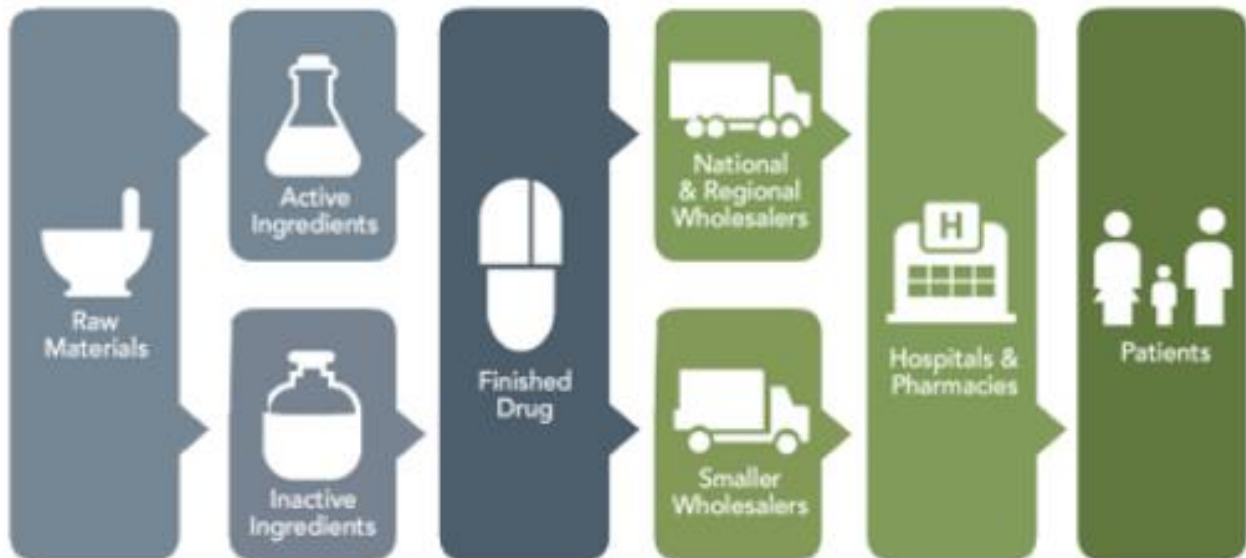 Raw
Materials
Active
Ingredients
Inactive
Ingredients
Finished
Drug
National
& Regional
Wholesalers
Smaller
Wholesalers
H
Hospitals &
Pharmacies
Patients